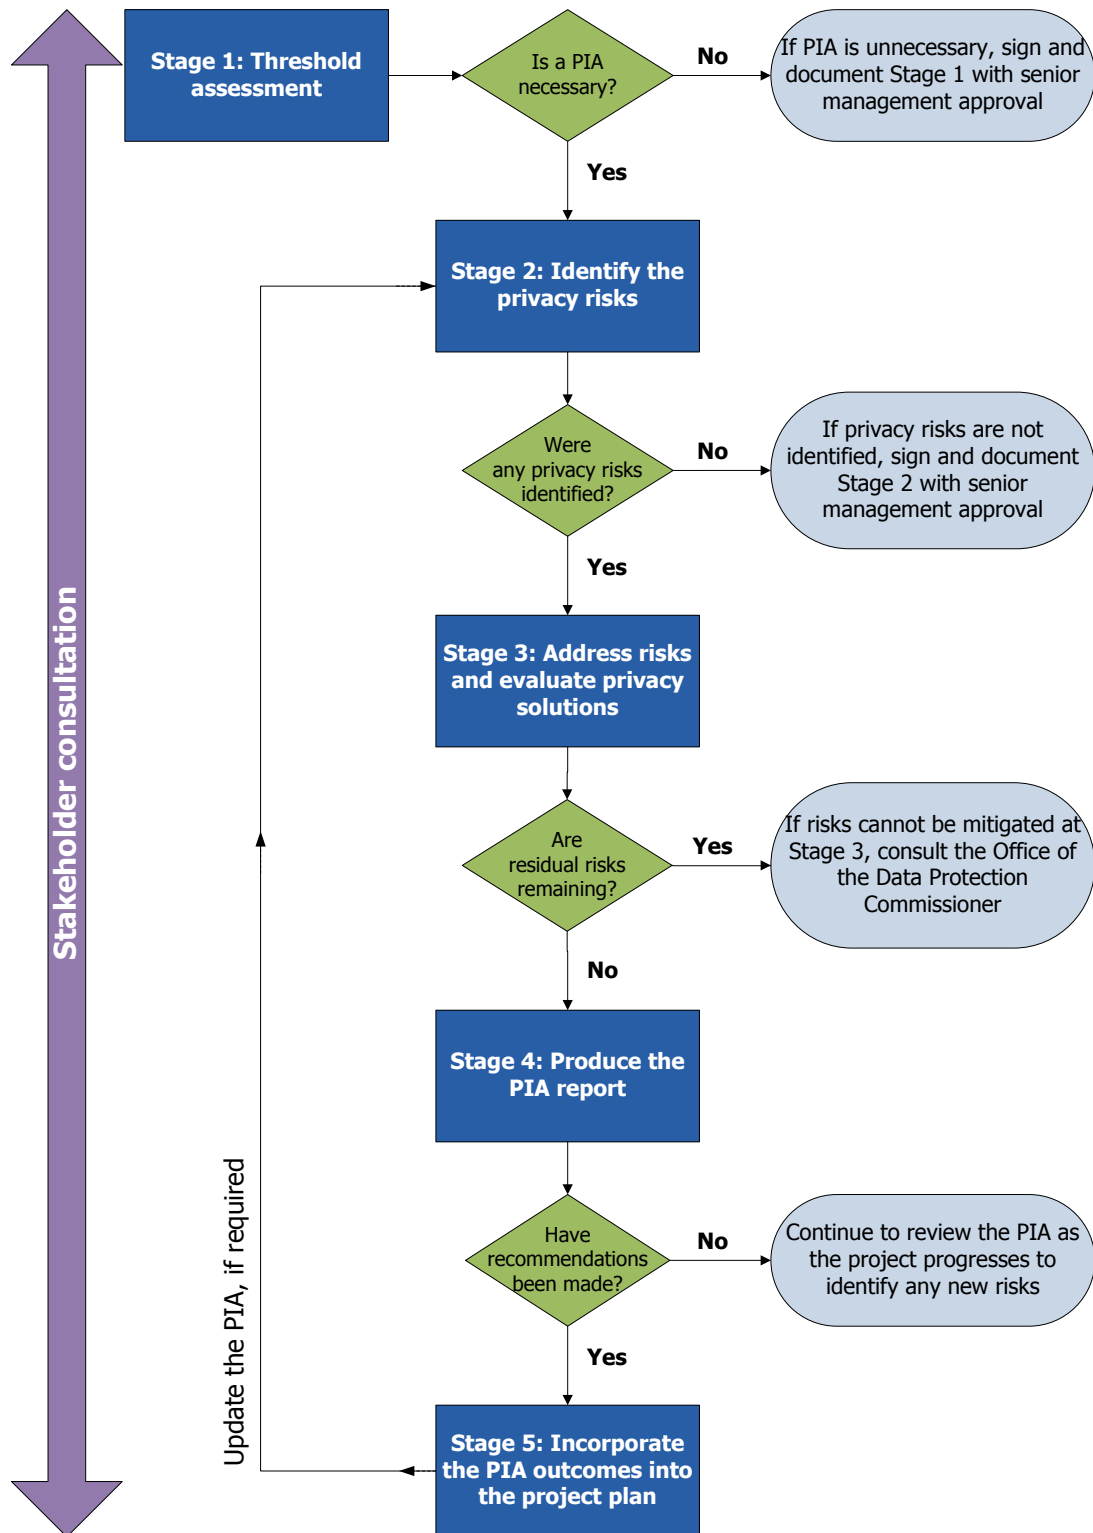 Stage 1: Threshold
assessment
Is a PIA
necessary?
No
If PIA is unnecessary, sign and
document Stage 1 with senior
management approval
Yes
Stage 2: Identify the
privacy risks
Were
any privacy risks
identified?
No
If privacy risks are not
identified, sign and document
Stage 2 with senior
management approval
Yes
Stage 3: Address risks
and evaluate privacy
solutions
Are
residual risks
remaining?
Yes
If risks cannot be mitigated at
Stage 3, consult the Office of
the Data Protection
Commissioner
No
Stage 4: Produce the
PIA report
Have
recommendations
been made?
No
Continue to review the PIA as
the project progresses to
identify any new risks
Yes
Stage 5: Incorporate
the PIA outcomes into
the project plan
Update the PIA, if required
Stakeholder consultation